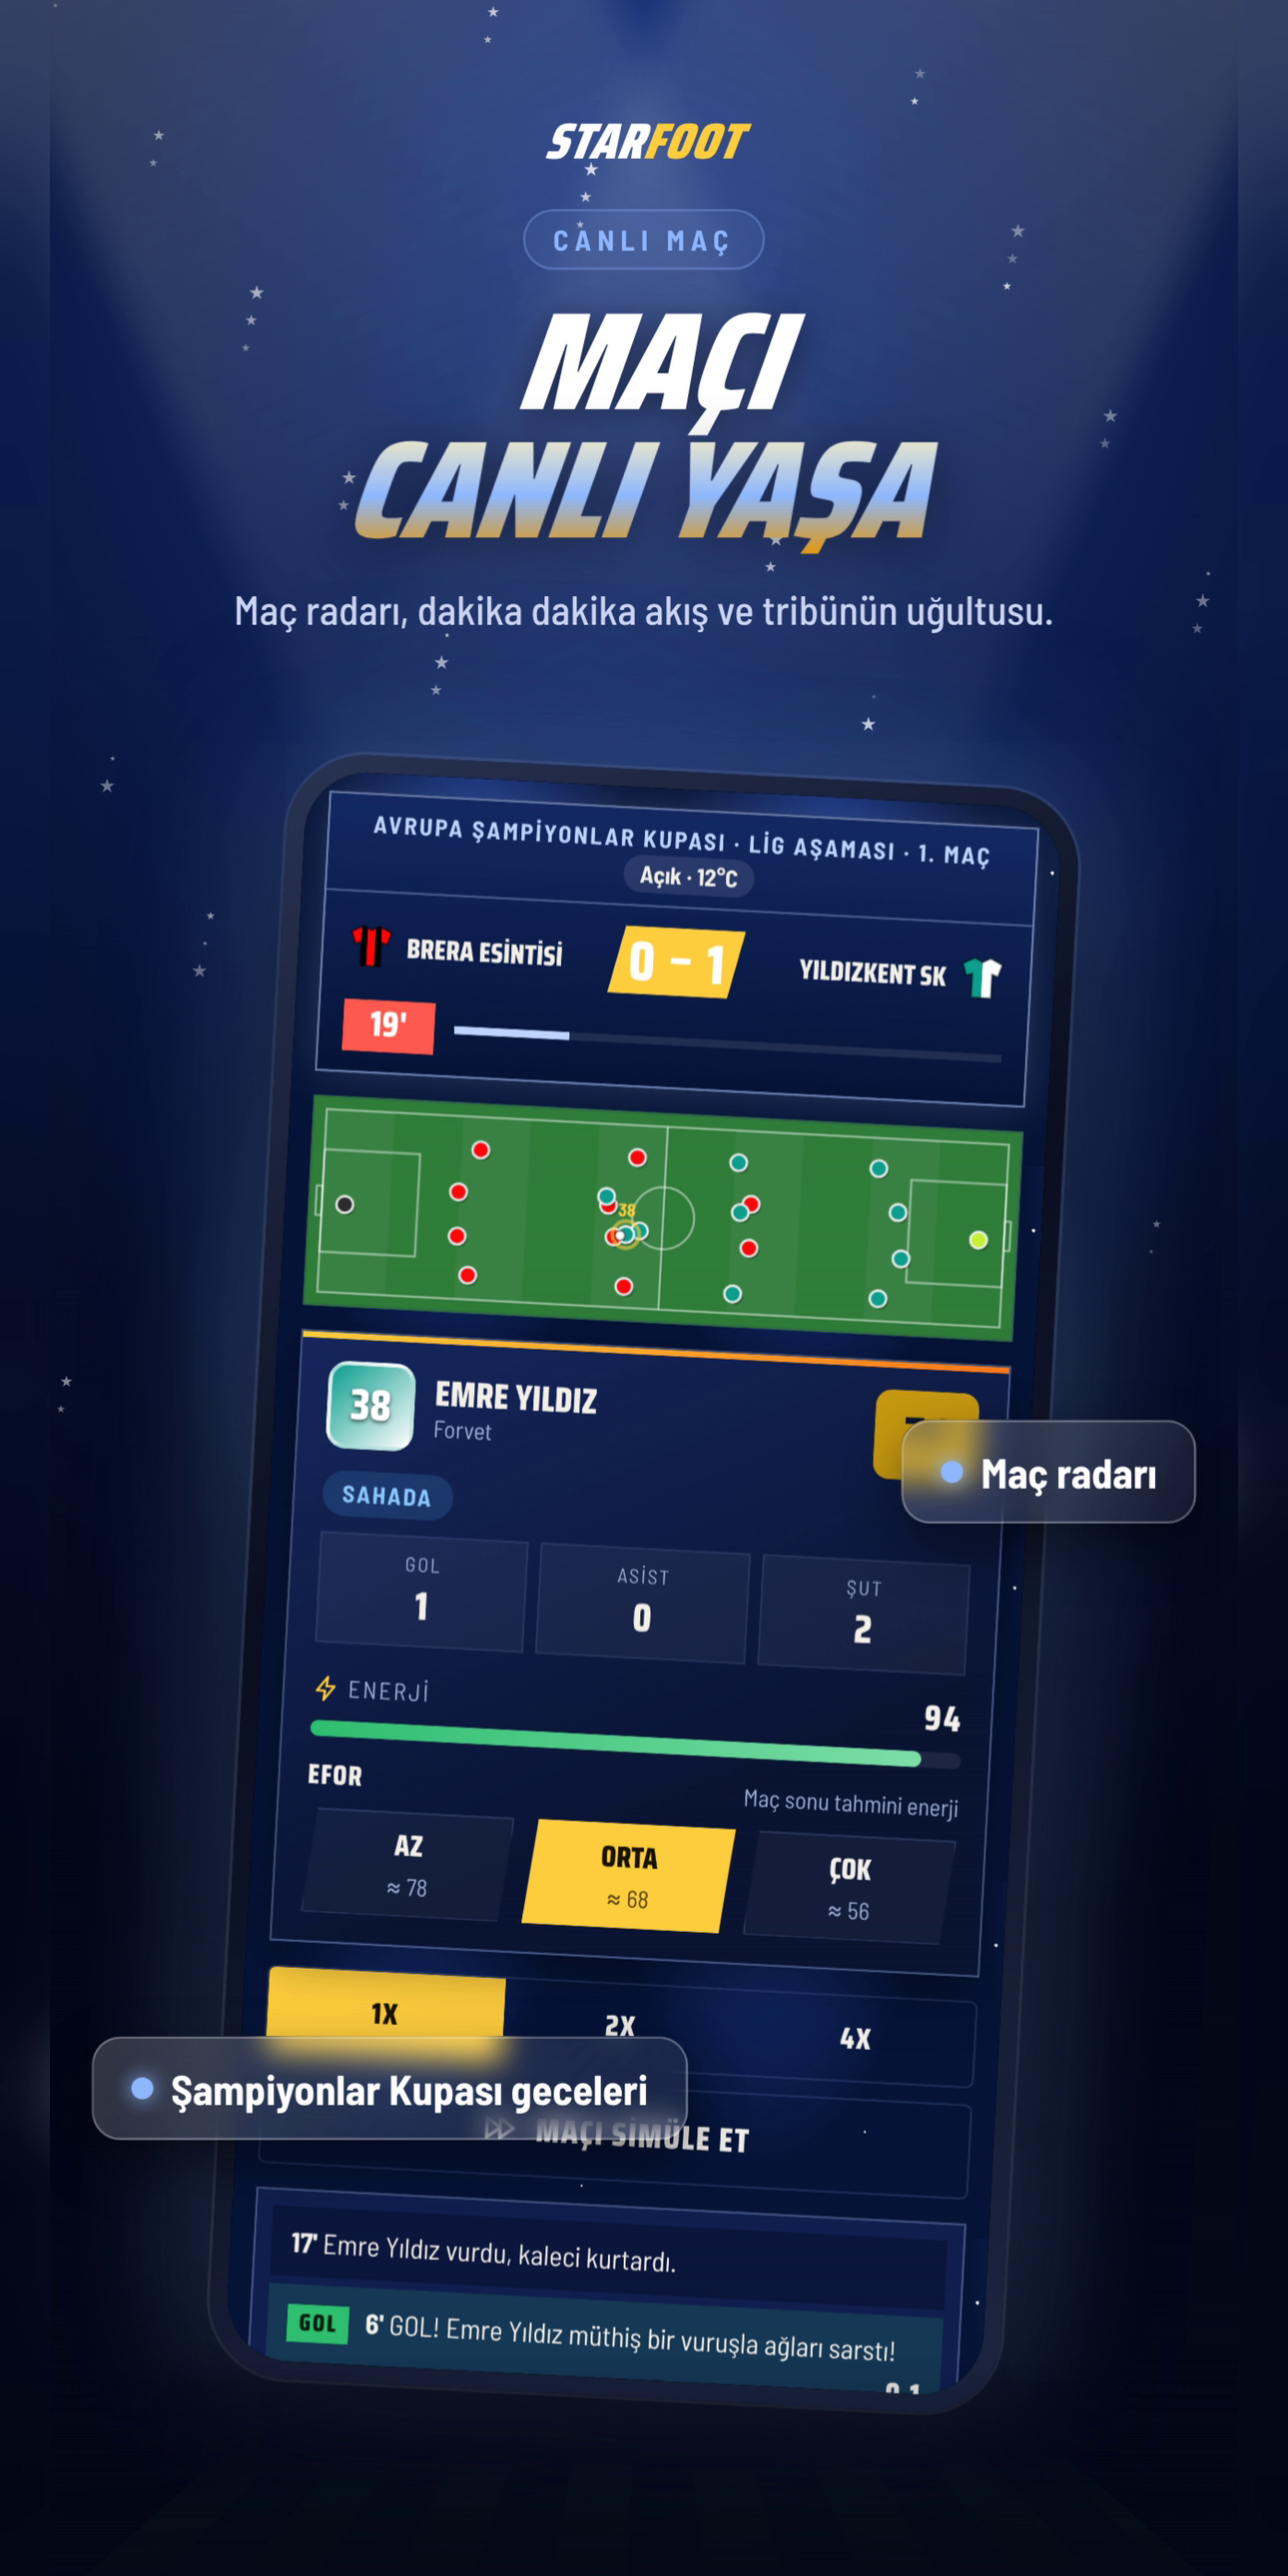 STARFOOT
CANLI MAÇ
MAÇI
CANLI YAŞA
Maç radarı, dakika dakika akış ve tribünün uğultusu.
AVRUPA ŞAMPİYONLAR KUPASI · LİG AŞAMASI · 1. MAÇ
Açık · 12°C
BRERA ESİNTİSİ
0 – 1
YILDIZKENT SK
19'
38
38
EMRE YILDIZ
Forvet
Maç radarı
SAHADA
GOL
1
ASİST
0
ŞUT
2
ENERJİ
94
EFOR
Maç sonu tahmini enerji
AZ
≈ 78
ORTA
≈ 68
ÇOK
≈ 56
1X
2X
4X
Şampiyonlar Kupası geceleri
MAÇI SİMÜLE ET
17' Emre Yıldız vurdu, kaleci kurtardı.
GOL 6' GOL! Emre Yıldız müthiş bir vuruşla ağları sarstı!